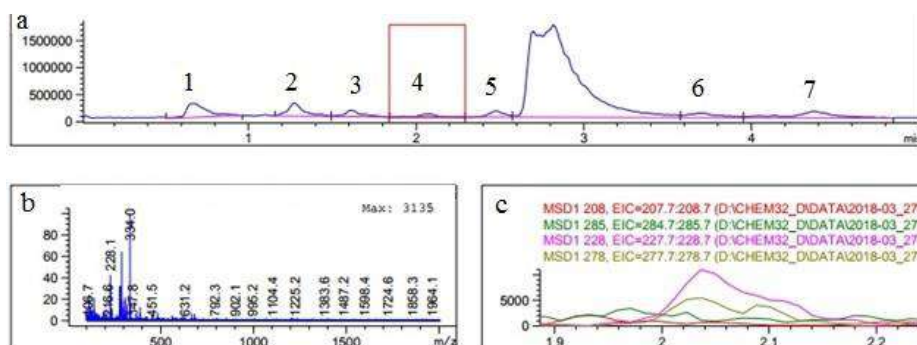 a
1500000
1000000
500000
0
1 2 3 4 5 6 7
1 2 3 4
b
Max: 3135
80
60
40
20
0
228.1
334.0
216.6
347.8
451.5
631.2
792.3
902.1
995.2
1104.4
1225.2
1383.6
1487.2
1598.4
1724.6
1858.3
1964.1
500 1000 1500 m/z
c
MSD1 208, EIC=207.7:208.7 (D:\CHEM32_D\DATA\2018-03_27
MSD1 285, EIC=284.7:285.7 (D:\CHEM32_D\DATA\2018-03_27
MSD1 228, EIC=227.7:228.7 (D:\CHEM32_D\DATA\2018-03_27
MSD1 278, EIC=277.7:278.7 (D:\CHEM32_D\DATA\2018-03_27
5000
0
1.9 2 2.1 2.2